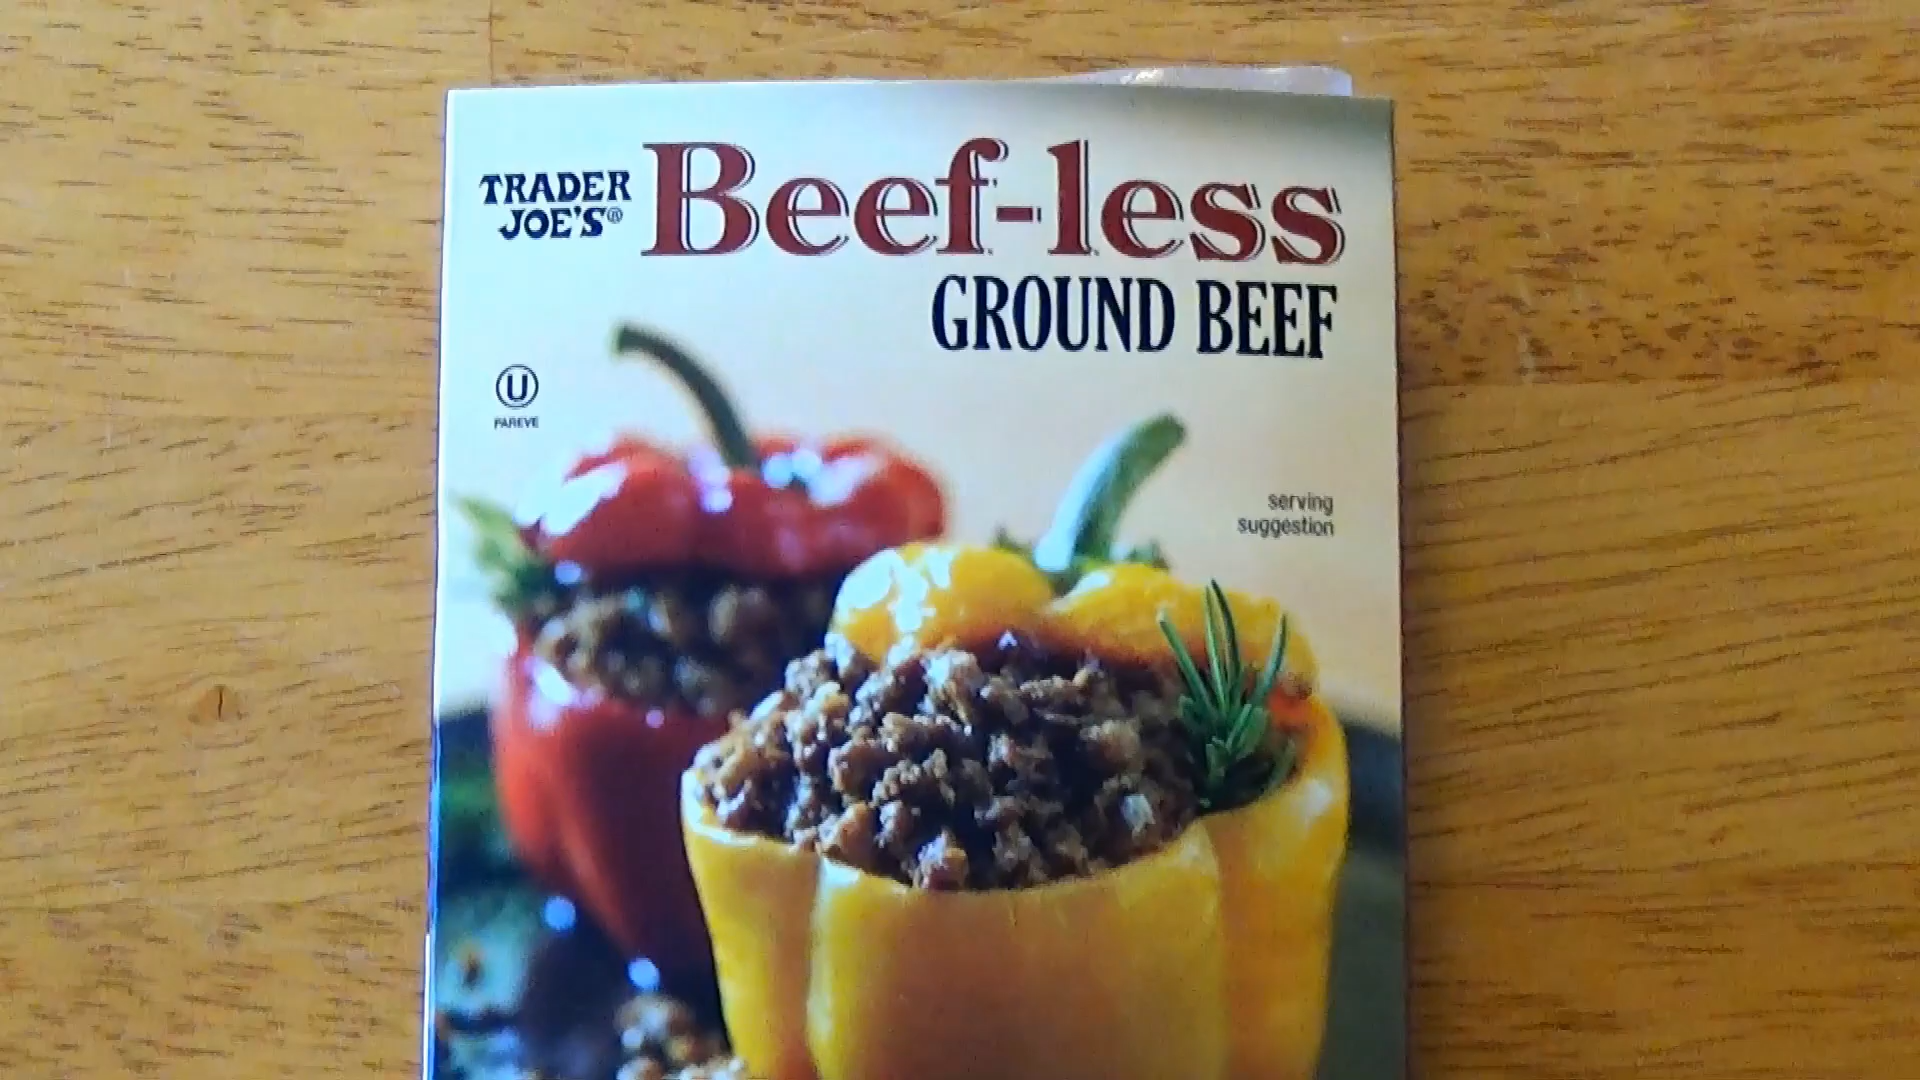 TRADER
JOE'S®
Beef-less
GROUND BEEF
U
PAREVE
serving
suggestion